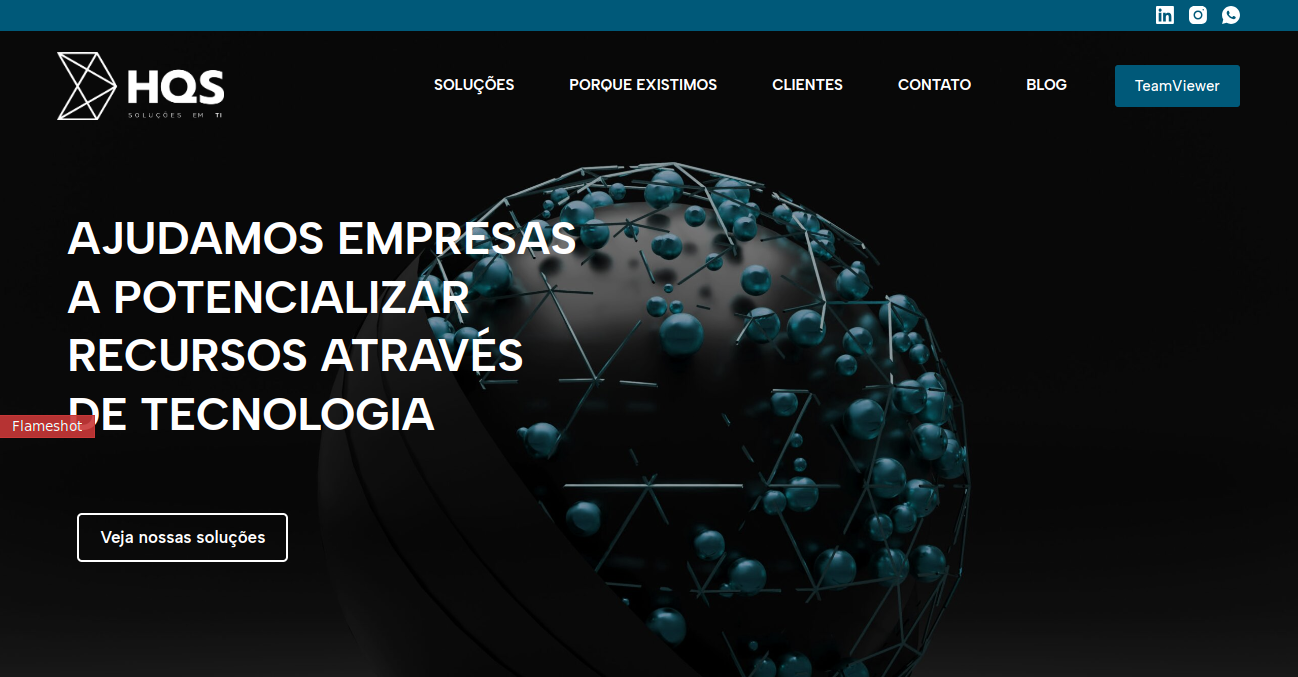 HQS
SOLUÇÕES EM TI
SOLUÇÕES
PORQUE EXISTIMOS
CLIENTES
CONTATO
BLOG
TeamViewer
AJUDAMOS EMPRESAS
A POTENCIALIZAR
RECURSOS ATRAVÉS
DE TECNOLOGIA
Flameshot
Veja nossas soluções